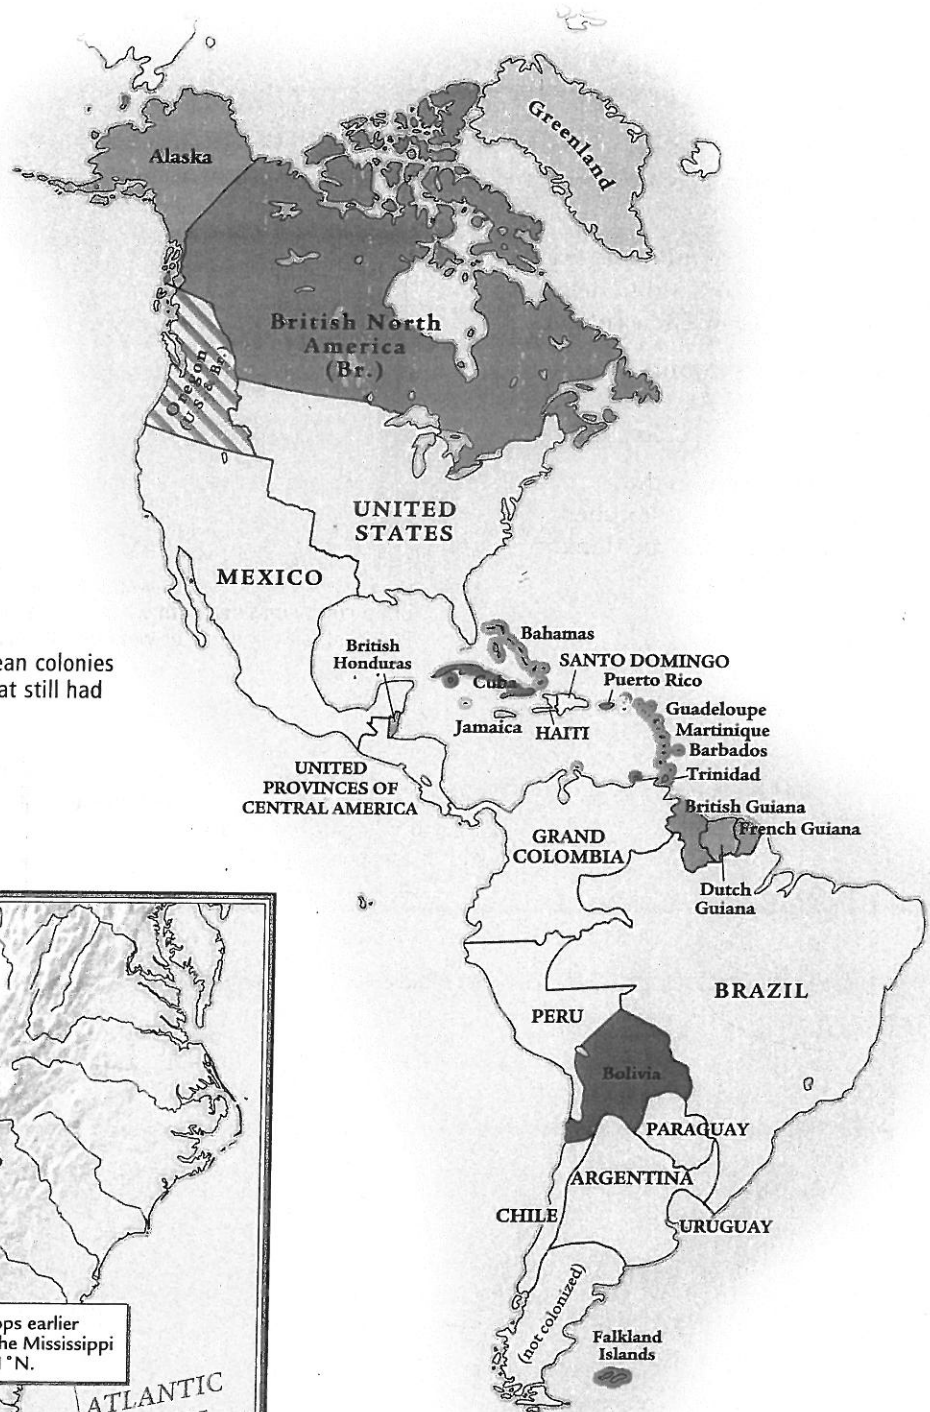 Greenland
Alaska
British North
America
(Br.)
Oregon
(U.S. & Br.)
UNITED
STATES
MEXICO
ean colonies
at still had
British
Honduras
Bahamas
Cuba
SANTO DOMINGO
Puerto Rico
Jamaica
HAITI
Guadeloupe
Martinique
Barbados
Trinidad
UNITED
PROVINCES OF
CENTRAL AMERICA
British Guiana
French Guiana
GRAND
COLOMBIA
Dutch
Guiana
BRAZIL
PERU
Bolivia
PARAGUAY
ARGENTINA
CHILE
URUGUAY
(not colonized)
Falkland
Islands
ops earlier
he Mississippi
1°N.
ATLANTIC